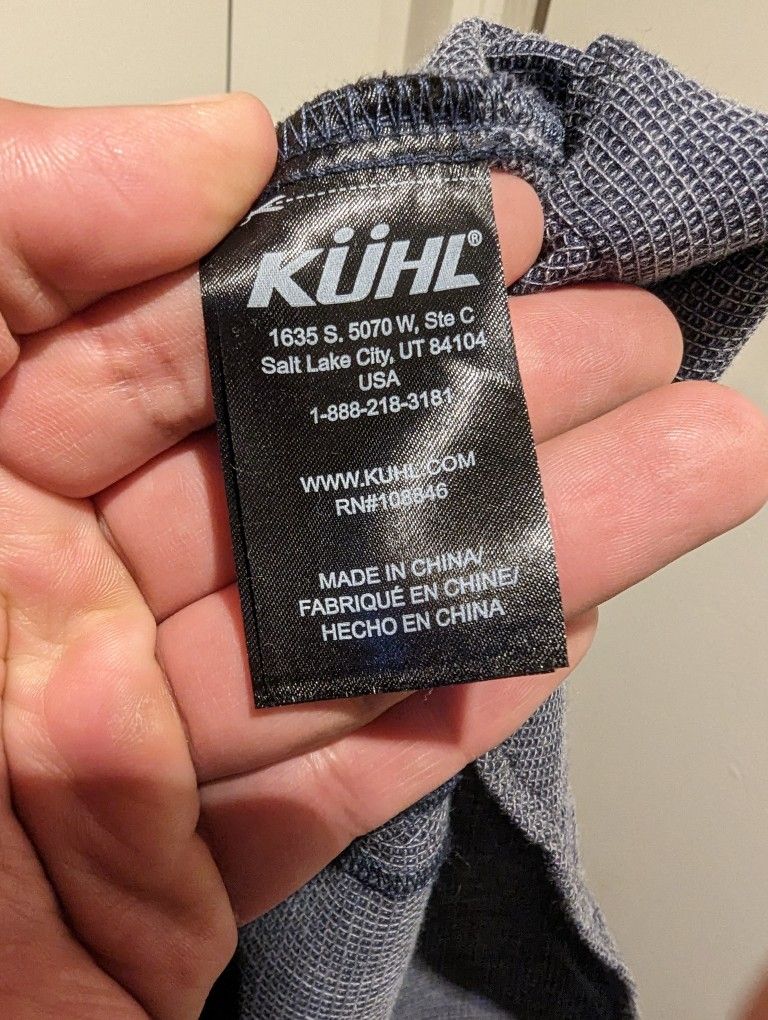 KÜHL®
1635 S. 5070 W, Ste C
Salt Lake City, UT 84104
USA
1-888-218-3181
WWW.KUHL.COM
RN#108846
MADE IN CHINA/
FABRIQUÉ EN CHINE/
HECHO EN CHINA